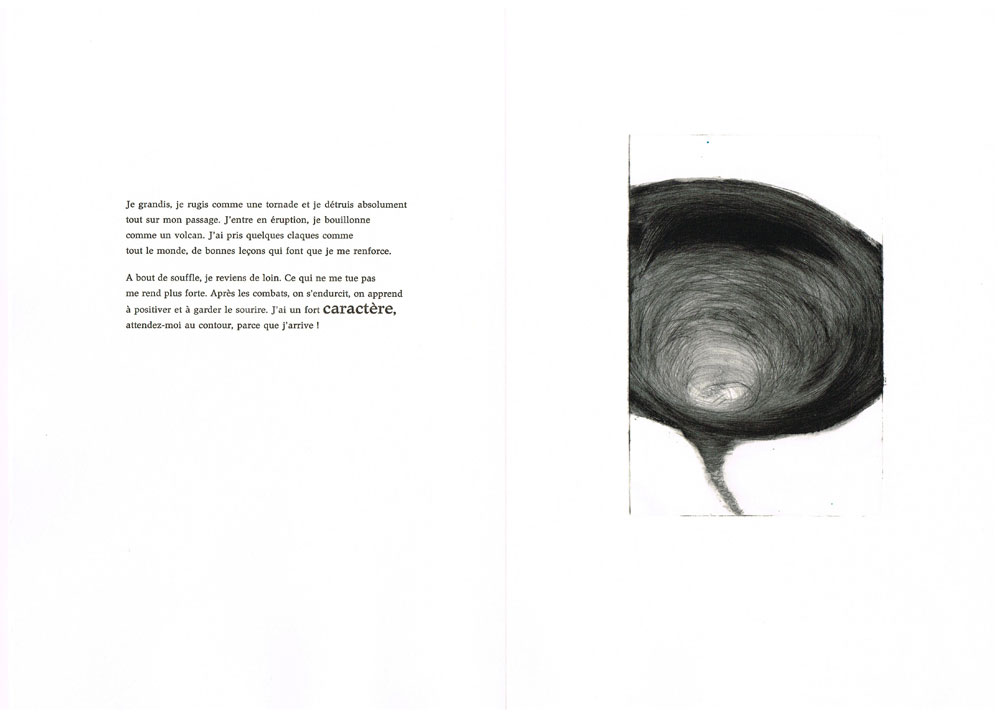 Je grandis, je rugis comme une tornade et je détruis absolument
tout sur mon passage. J'entre en éruption, je bouillonne
comme un volcan. J'ai pris quelques claques comme
tout le monde, de bonnes leçons qui font que je me renforce.
A bout de souffle, je reviens de loin. Ce qui ne me tue pas
me rend plus forte. Après les combats, on s'endurcit, on apprend
à positiver et à garder le sourire. J'ai un fort caractère,
attendez-moi au contour, parce que j'arrive !